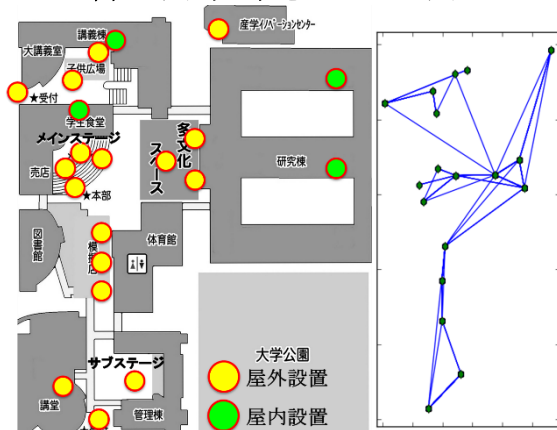 産学イノベーションセンター
講義棟
大講義室
子供広場
★受付
学生食堂
メインステージ
多文化
スペース
売店
★本部
研究棟
図書館
体育館
大学公園
サブステージ
屋外設置
講堂
管理棟
屋内設置